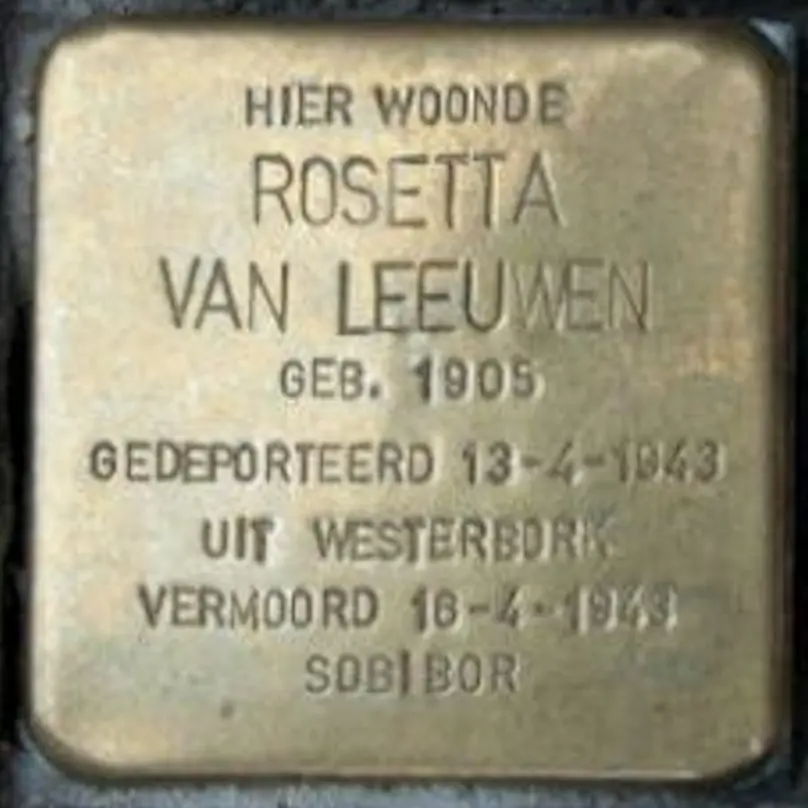 HIER WOONDE
ROSETTA
VAN LEEUWEN
GEB. 1905
GEDEPORTEERD 13-4-1943
UIT WESTERBORK
VERMOORD 16-4-1943
SOBIBOR